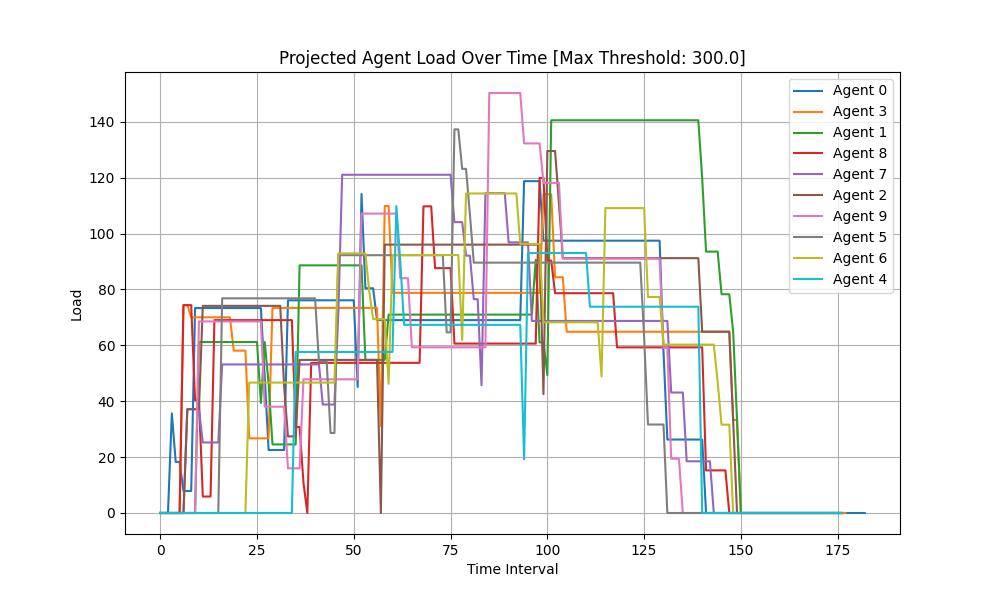 Projected Agent Load Over Time [Max Threshold: 300.0]
Load
140
120
100
80
60
40
20
0
0 25 50 75 100 125 150 175
Time Interval
Agent 0
Agent 3
Agent 1
Agent 8
Agent 7
Agent 2
Agent 9
Agent 5
Agent 6
Agent 4